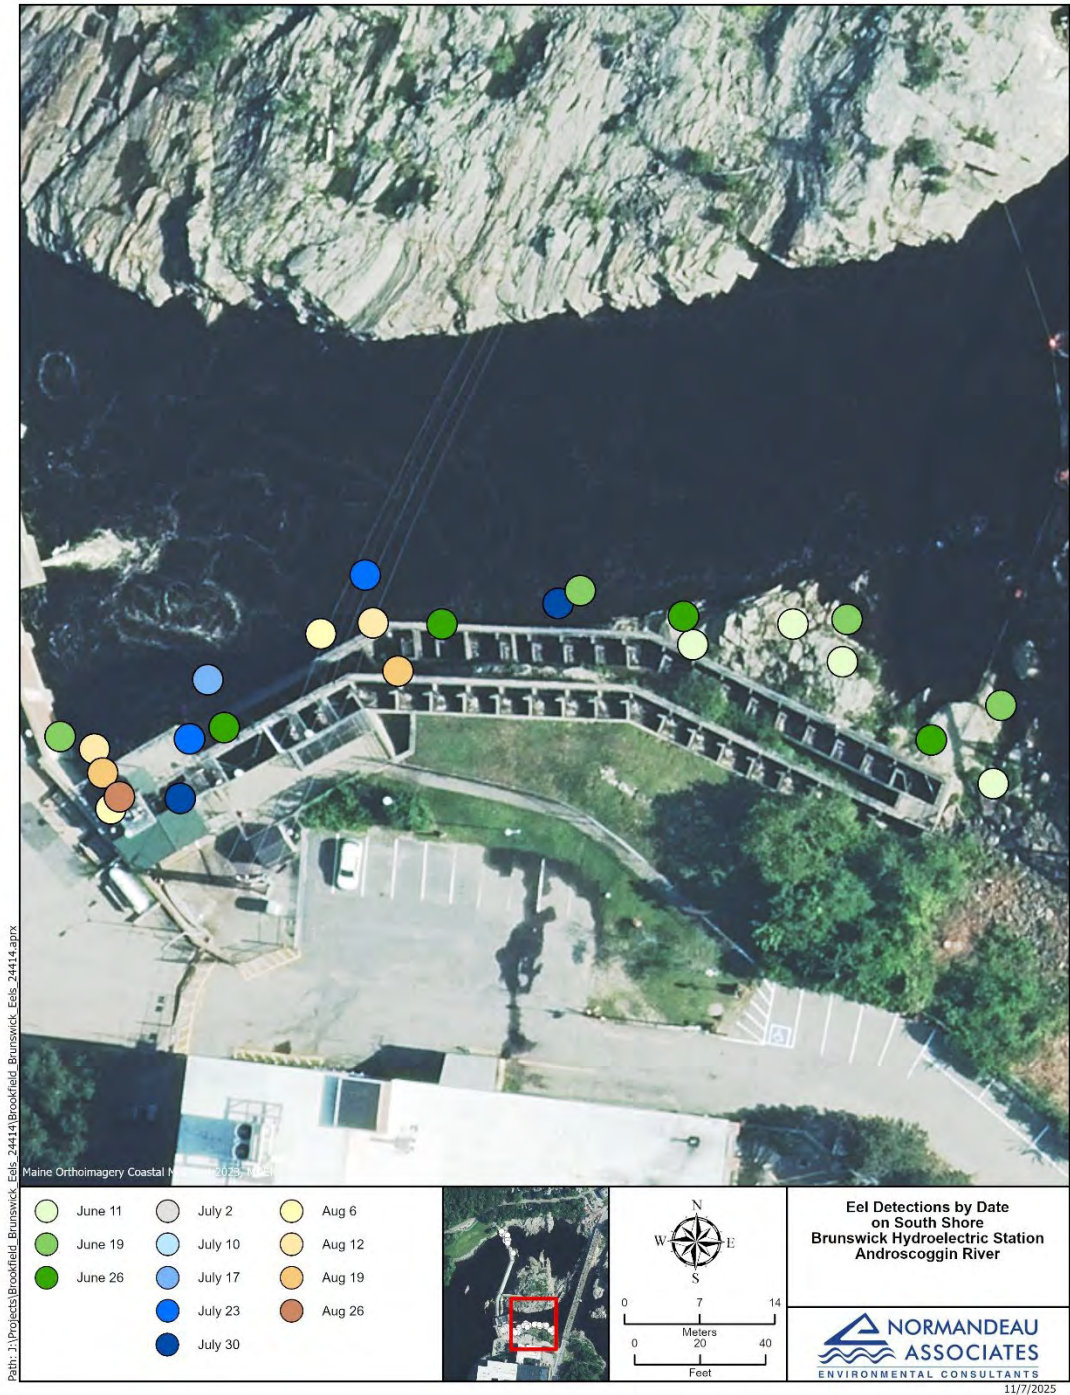 Path: J:\Projects\Brookfield_Brunswick_Eels_24414\Brookfield_Brunswick_Eels_24414.aprx
Maine Orthoimagery Coastal 2023,
June 11
June 19
June 26
July 2
July 10
July 17
July 23
July 30
Aug 6
Aug 12
Aug 19
Aug 26
N
W E
S
0 7 14
Meters
0 20 40
Feet
Eel Detections by Date
on South Shore
Brunswick Hydroelectric Station
Androscoggin River
NORMANDEAU
ASSOCIATES
ENVIRONMENTAL CONSULTANTS
11/7/2025